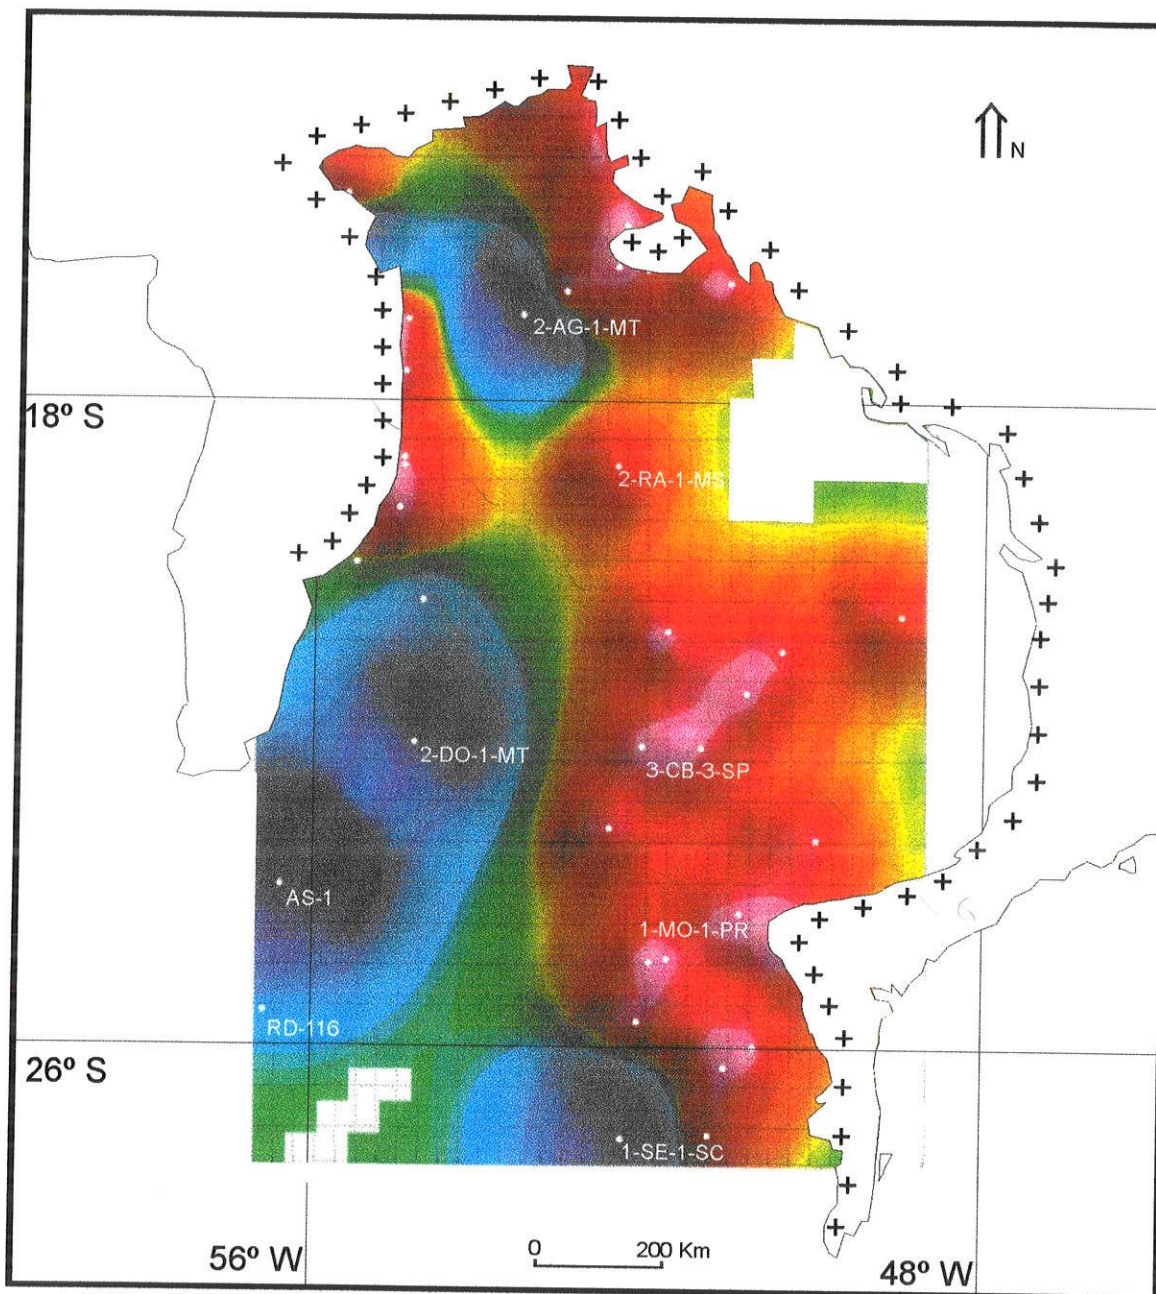 N
2-AG-1-MT
18º S
2-RA-1-MS
2-DO-1-MT
3-CB-3-SP
AS-1
1-MO-1-PR
RD-116
26º S
1-SE-1-SC
56º W
0 200 Km
48º W